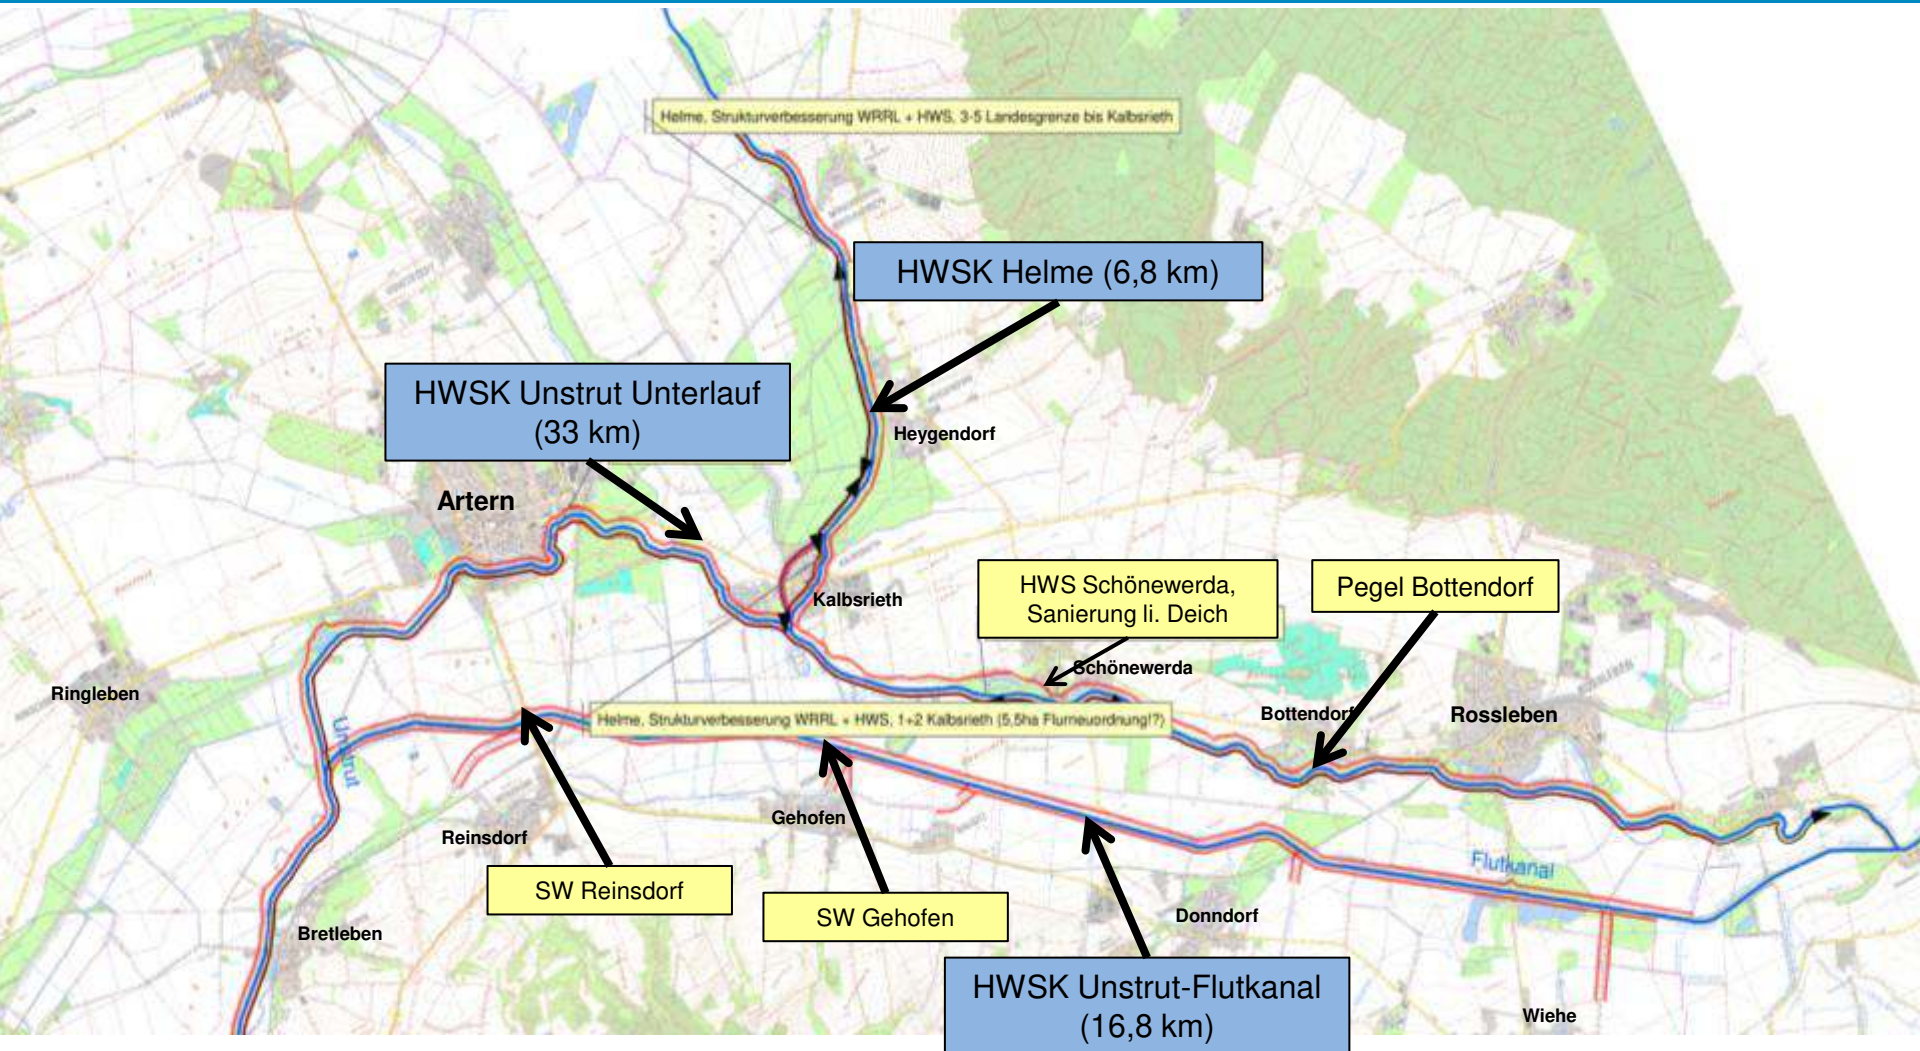 Helme, Strukturverbesserung WRRL + HWS, 3-5 Landesgrenze bis Kalbsrieth
HWSK Helme (6,8 km)
HWSK Unstrut Unterlauf
(33 km)
Heygendorf
Artern
HWS Schönewerda,
Sanierung li. Deich
Pegel Bottendorf
Kalbsrieth
Schönewerda
Ringleben
Bottendorf
Rossleben
Helme, Strukturverbesserung WRRL + HWS, 1+2 Kalbsrieth (5,5ha Flurneuordnung!?)
Unstrut
Gehofen
Reinsdorf
Flutkanal
SW Reinsdorf
SW Gehofen
Donndorf
Bretleben
HWSK Unstrut-Flutkanal
(16,8 km)
Wiehe